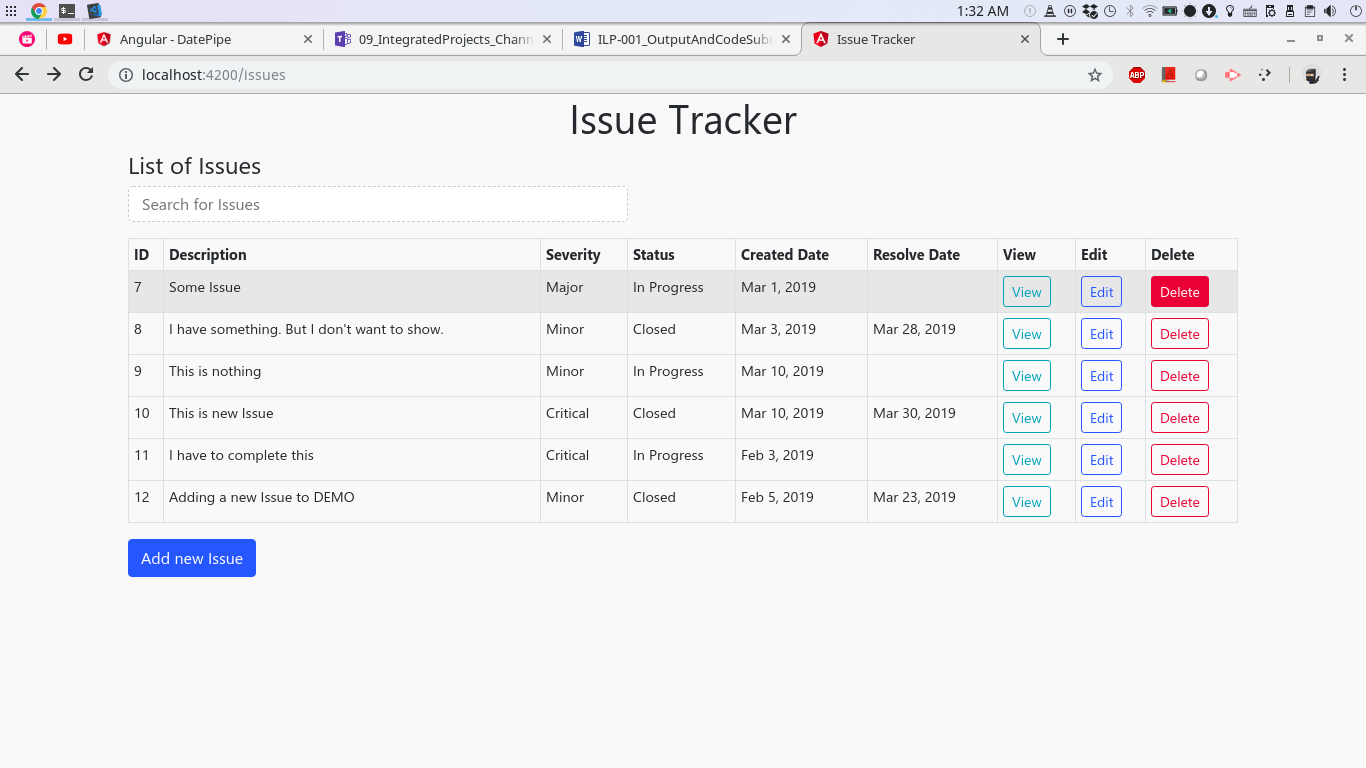 1:32 AM
Angular - DatePipe
09_IntegratedProjects_Chann
ILP-001_OutputAndCodeSubm
Issue Tracker
localhost:4200/issues
ABP
Issue Tracker
List of Issues
Search for Issues
ID Description Severity Status Created Date Resolve Date View Edit Delete
7 Some Issue Major In Progress Mar 1, 2019 View Edit Delete
8 I have something. But I don't want to show. Minor Closed Mar 3, 2019 Mar 28, 2019 View Edit Delete
9 This is nothing Minor In Progress Mar 10, 2019 View Edit Delete
10 This is new Issue Critical Closed Mar 10, 2019 Mar 30, 2019 View Edit Delete
11 I have to complete this Critical In Progress Feb 3, 2019 View Edit Delete
12 Adding a new Issue to DEMO Minor Closed Feb 5, 2019 Mar 23, 2019 View Edit Delete
Add new Issue